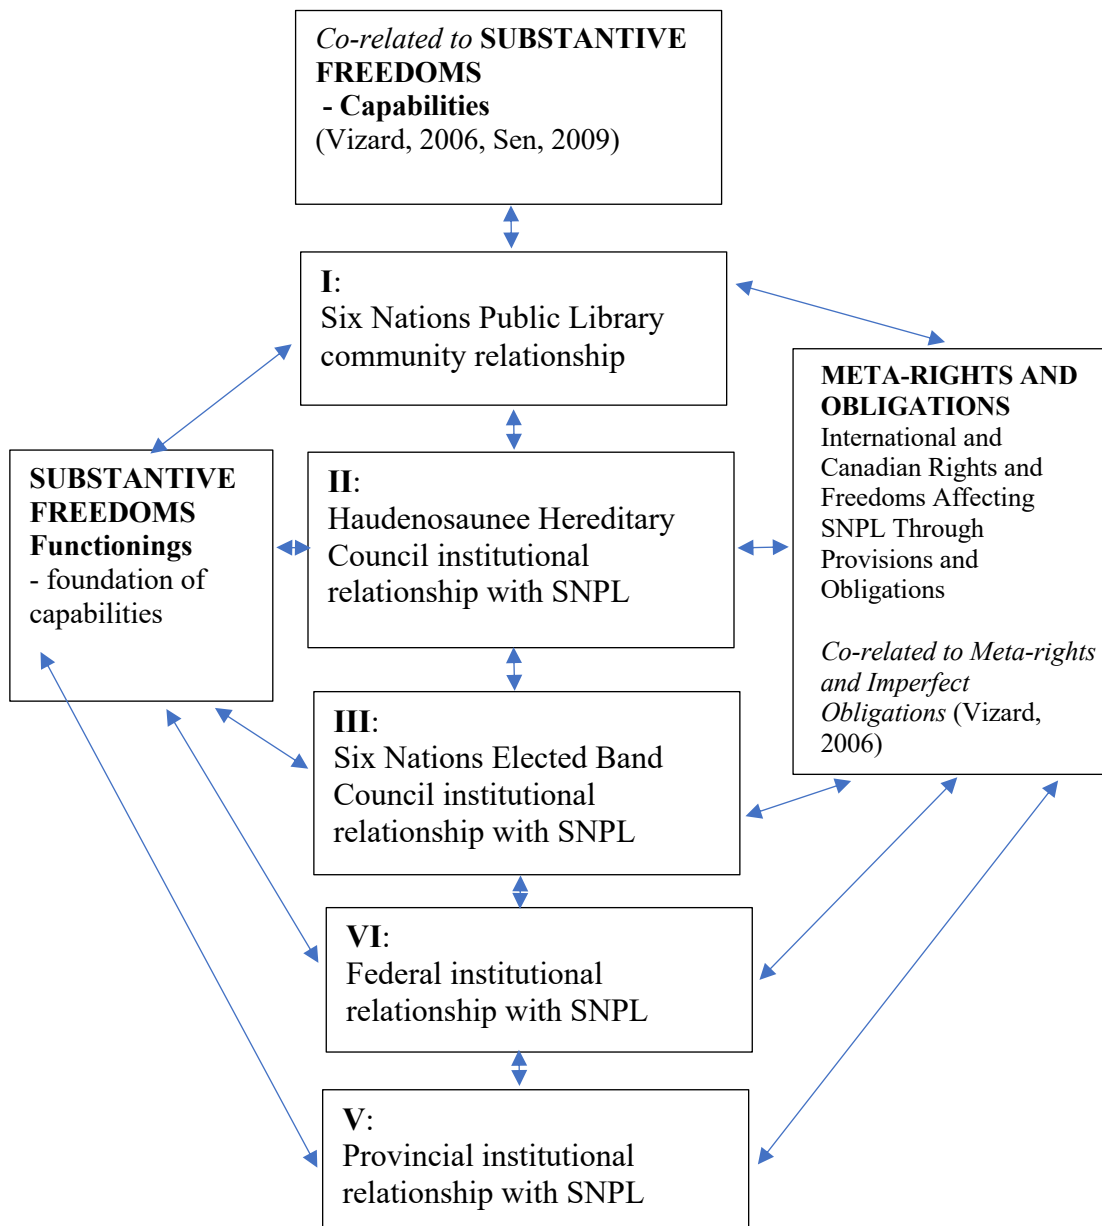 Co-related to SUBSTANTIVE
FREEDOMS
- Capabilities
(Vizard, 2006, Sen, 2009)
I:
Six Nations Public Library
community relationship
META-RIGHTS AND
OBLIGATIONS
International and
Canadian Rights and
Freedoms Affecting
SNPL Through
Provisions and
Obligations
Co-related to Meta-rights
and Imperfect
Obligations (Vizard,
2006)
SUBSTANTIVE
FREEDOMS
Functionings
- foundation of
capabilities
II:
Haudenosaunee Hereditary
Council institutional
relationship with SNPL
III:
Six Nations Elected Band
Council institutional
relationship with SNPL
VI:
Federal institutional
relationship with SNPL
V:
Provincial institutional
relationship with SNPL